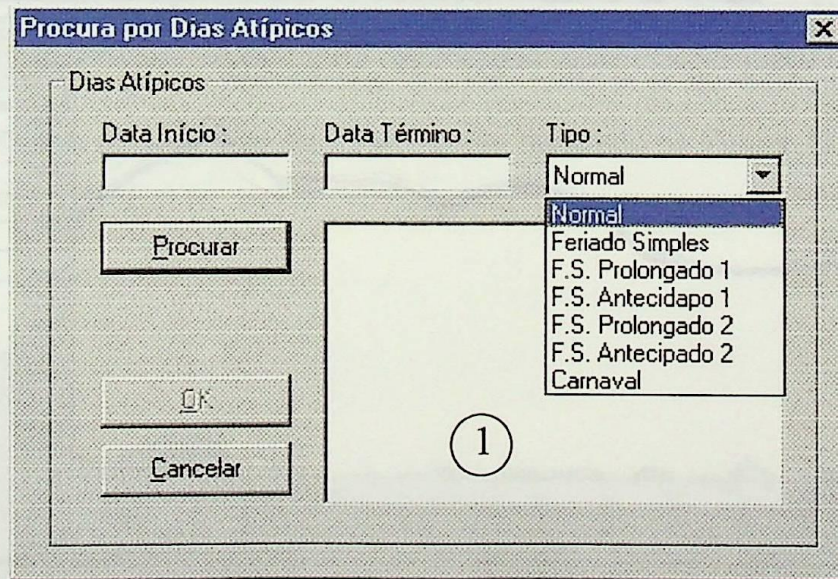 Procura por Dias Atípicos
Dias Atípicos
Data Início : Data Término : Tipo :
Normal
Procurar
Normal
Feriado Simples
F.S. Prolongado 1
F.S. Antecidapo 1
F.S. Prolongado 2
F.S. Antecipado 2
Carnaval
OK
Cancelar
1